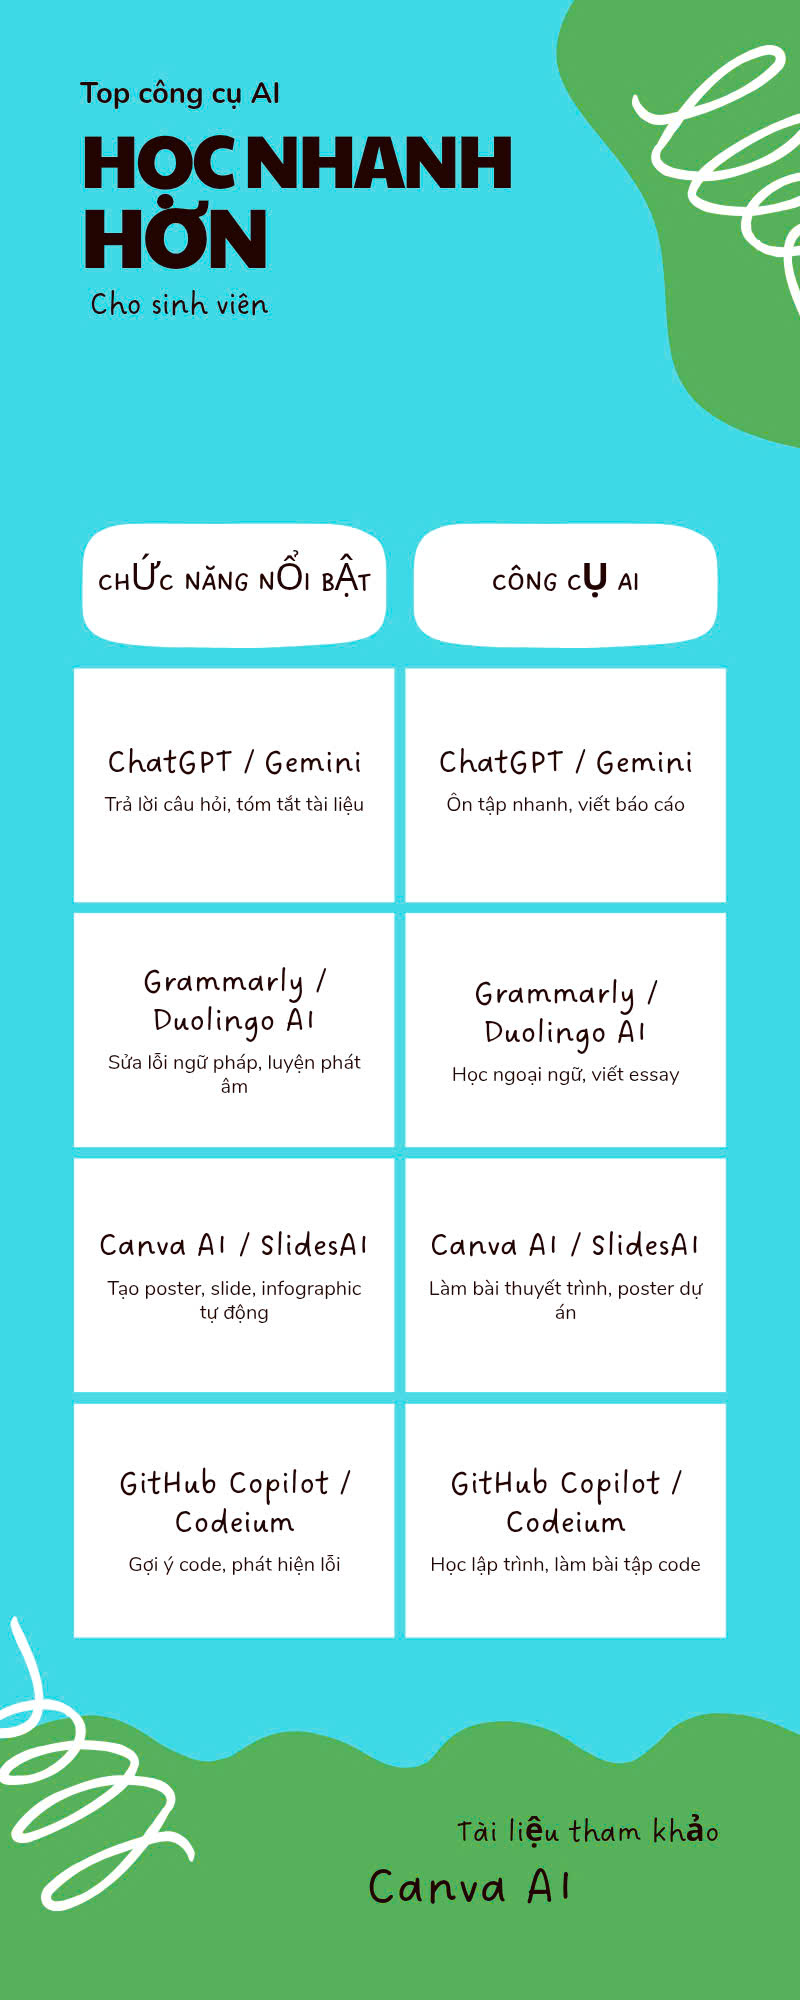 Top công cụ AI
HỌC NHANH
HƠN
Cho sinh viên
CHỨC NĂNG NỔI BẬT
CÔNG CỤ AI
ChatGPT / Gemini
Trả lời câu hỏi, tóm tắt tài liệu
ChatGPT / Gemini
Ôn tập nhanh, viết báo cáo
Grammarly /
Duolingo AI
Sửa lỗi ngữ pháp, luyện phát
âm
Grammarly /
Duolingo AI
Học ngoại ngữ, viết essay
Canva AI / SlidesAI
Tạo poster, slide, infographic
tự động
Canva AI / SlidesAI
Làm bài thuyết trình, poster dự
án
GitHub Copilot /
Codeium
Gợi ý code, phát hiện lỗi
GitHub Copilot /
Codeium
Học lập trình, làm bài tập code
Tài liệu tham khảo
Canva AI